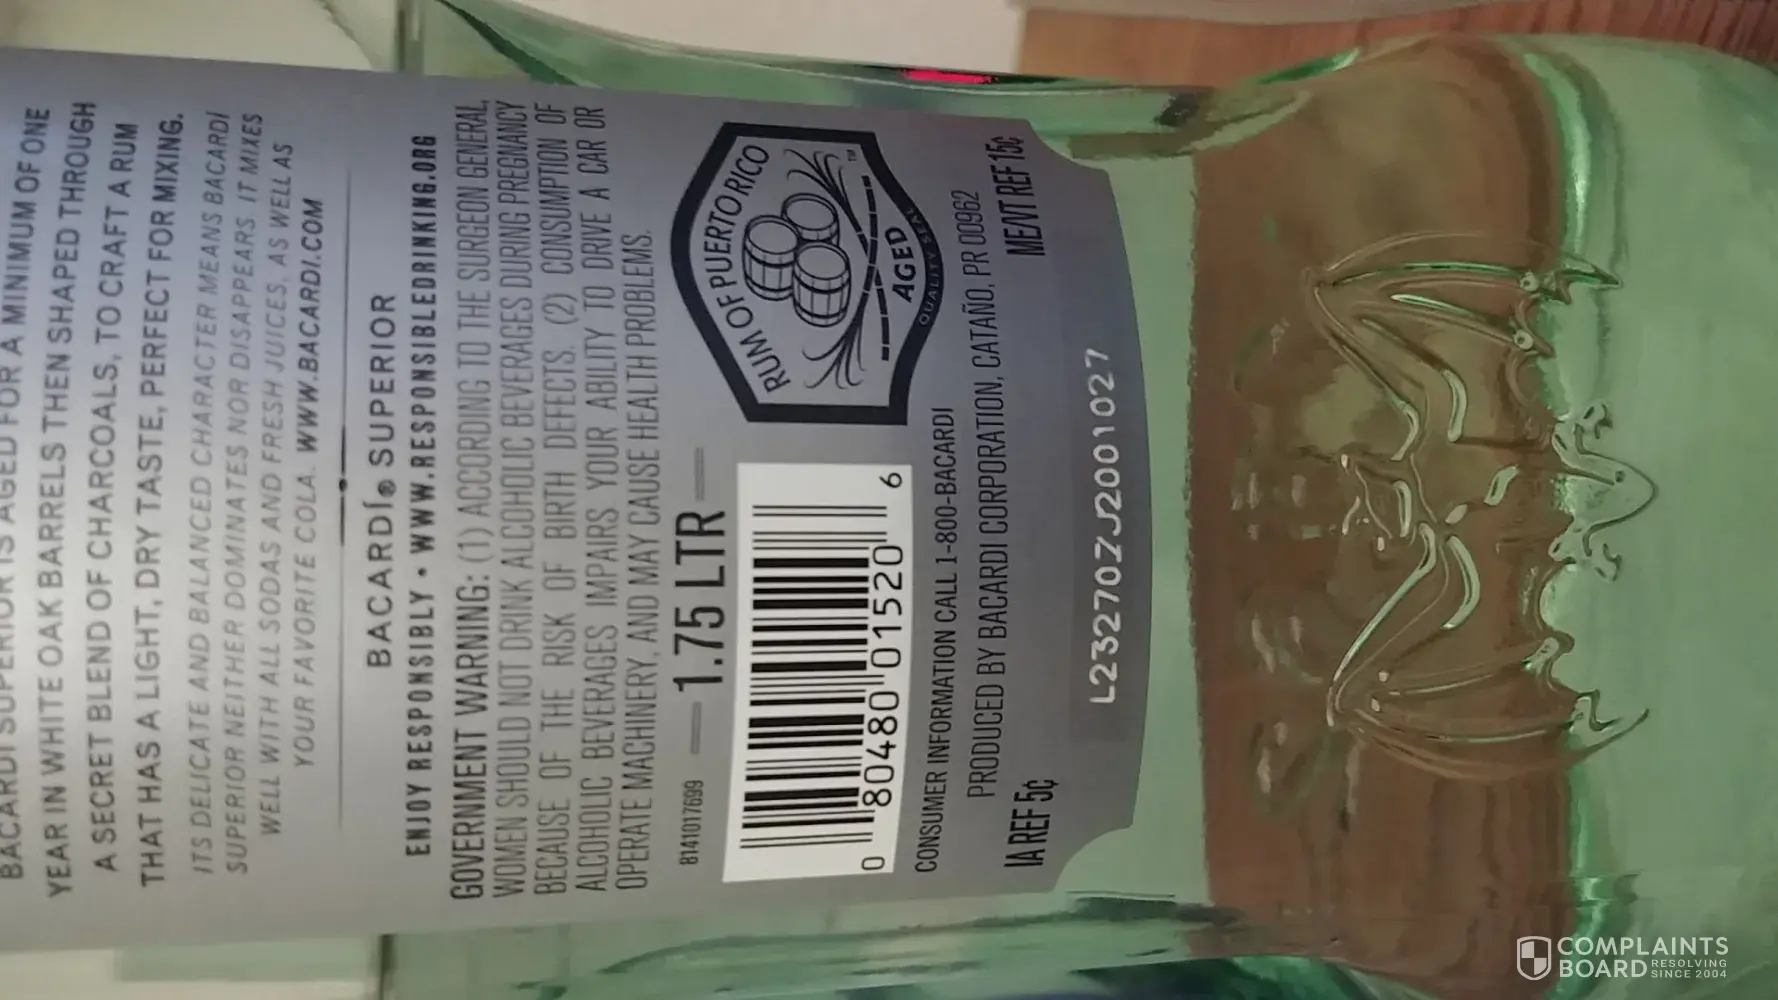 BACARDÍ SUPERIOR IS AGED FOR A MINIMUM OF ONE
YEAR IN WHITE OAK BARRELS THEN SHAPED THROUGH
A SECRET BLEND OF CHARCOALS, TO CRAFT A RUM
THAT HAS A LIGHT, DRY TASTE, PERFECT FOR MIXING.
ITS DELICATE AND BALANCED CHARACTER MEANS BACARDÍ
SUPERIOR NEITHER DOMINATES NOR DISAPPEARS. IT MIXES
WELL WITH ALL SODAS AND FRESH JUICES, AS WELL AS
YOUR FAVORITE COLA. WWW.BACARDI.COM
BACARDÍ® SUPERIOR
ENJOY RESPONSIBLY • WWW.RESPONSIBLEDRINKING.ORG
GOVERNMENT WARNING: (1) ACCORDING TO THE SURGEON GENERAL,
WOMEN SHOULD NOT DRINK ALCOHOLIC BEVERAGES DURING PREGNANCY
BECAUSE OF THE RISK OF BIRTH DEFECTS. (2) CONSUMPTION OF
ALCOHOLIC BEVERAGES IMPAIRS YOUR ABILITY TO DRIVE A CAR OR
OPERATE MACHINERY, AND MAY CAUSE HEALTH PROBLEMS.
8141017699
1.75 LTR
0 80480 01520 6
RUM OF PUERTO RICO
™
AGED
QUALITY SEAL
CONSUMER INFORMATION CALL 1-800-BACARDI
PRODUCED BY BACARDI CORPORATION, CATAÑO, PR 00962
IA REF 5¢
ME/VT REF 15¢
L23270ZJ2001027
COMPLAINTS
BOARD RESOLVING
SINCE 2004